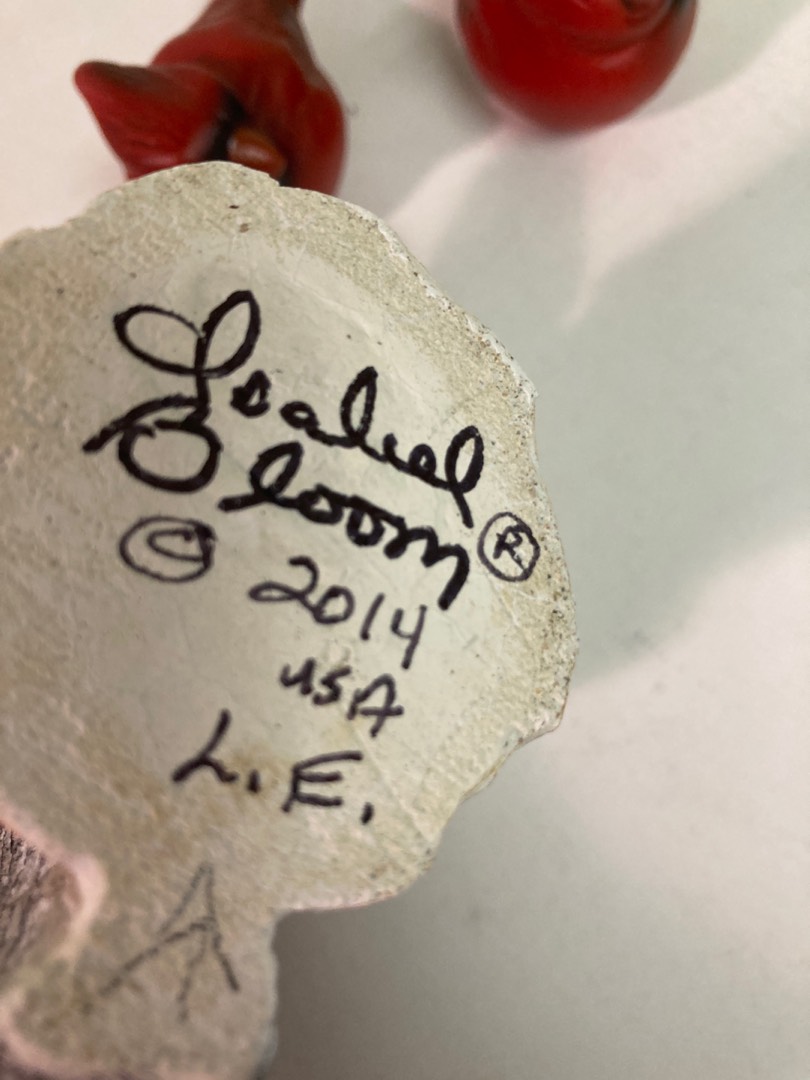 Isabel
Bloom ®
© 2014
USA
L.E.